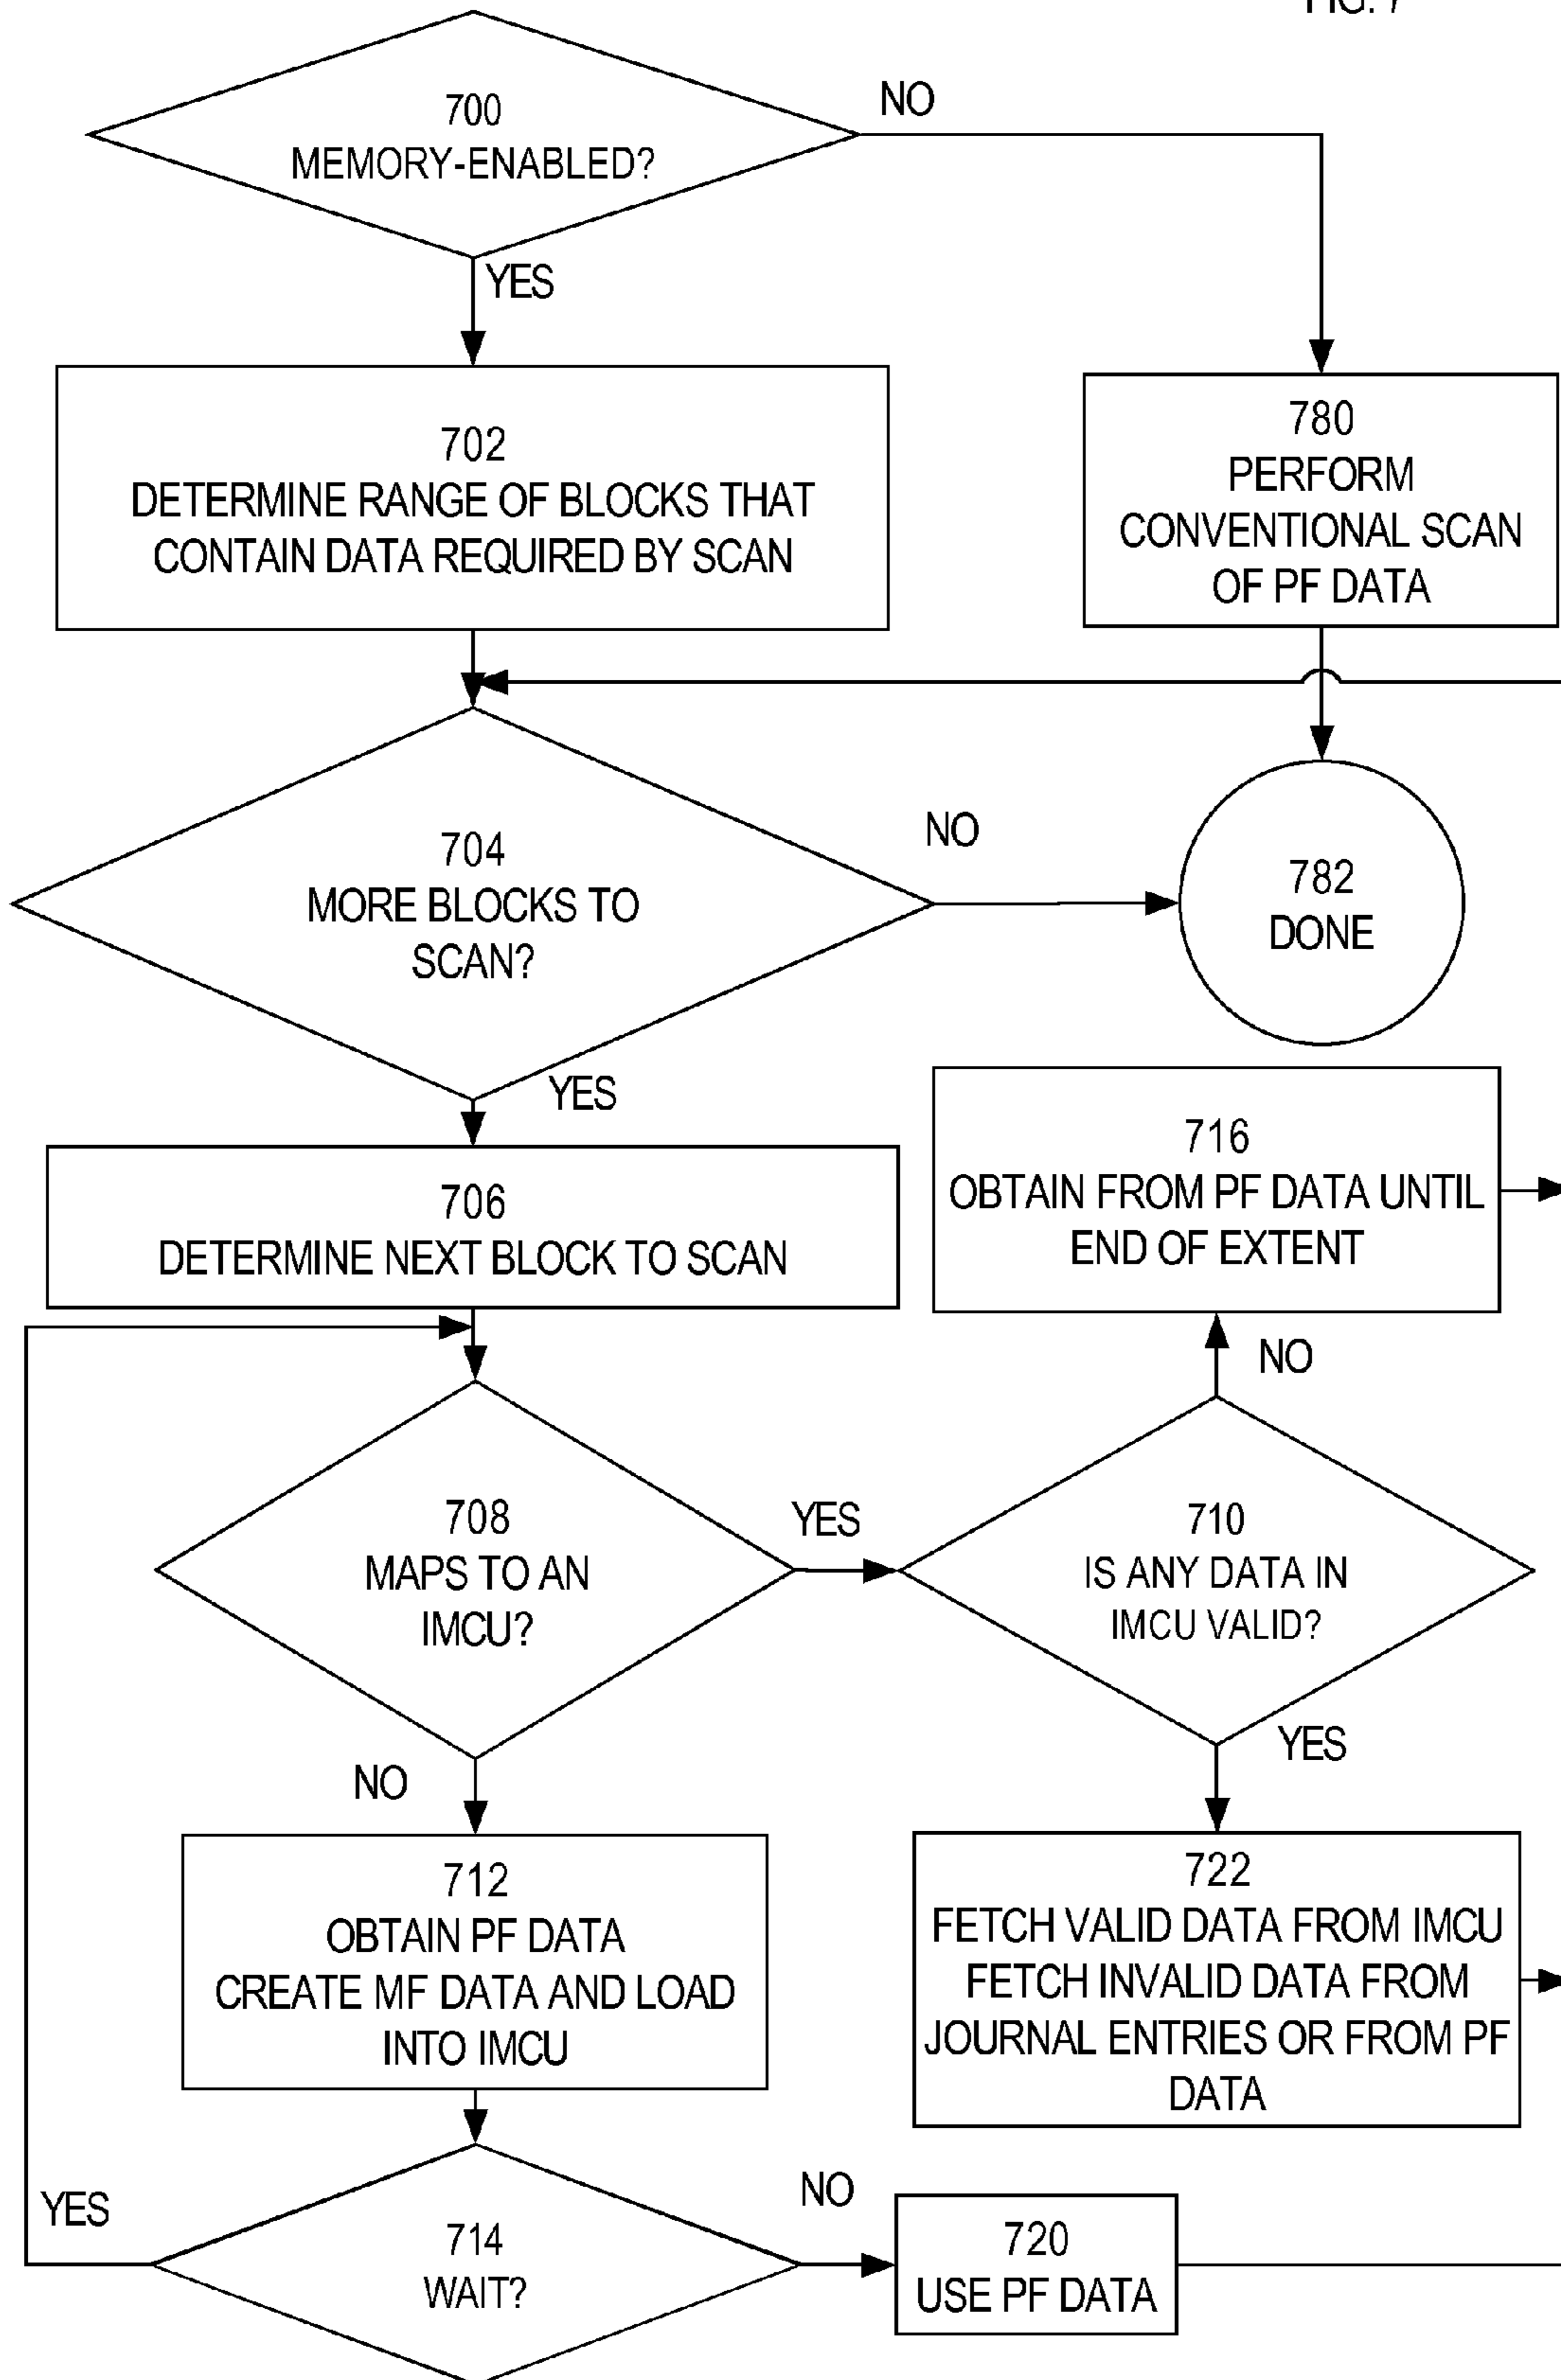 FIG. 7
700
MEMORY-ENABLED?
NO
YES
702
DETERMINE RANGE OF BLOCKS THAT
CONTAIN DATA REQUIRED BY SCAN
780
PERFORM
CONVENTIONAL SCAN
OF PF DATA
704
MORE BLOCKS TO
SCAN?
NO
782
DONE
YES
706
DETERMINE NEXT BLOCK TO SCAN
716
OBTAIN FROM PF DATA UNTIL
END OF EXTENT
NO
708
MAPS TO AN
IMCU?
YES
710
IS ANY DATA IN
IMCU VALID?
YES
NO
712
OBTAIN PF DATA
CREATE MF DATA AND LOAD
INTO IMCU
722
FETCH VALID DATA FROM IMCU
FETCH INVALID DATA FROM
JOURNAL ENTRIES OR FROM PF
DATA
YES
714
WAIT?
NO
720
USE PF DATA